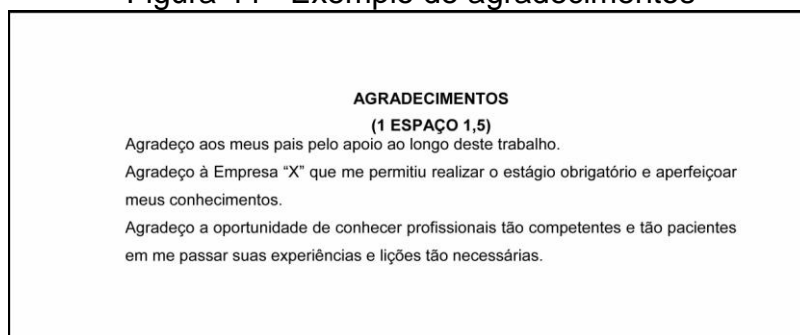 Figura - Exemplo de agradecimentos
AGRADECIMENTOS
(1 ESPAÇO 1,5)
Agradeço aos meus pais pelo apoio ao longo deste trabalho.
Agradeço à Empresa “X” que me permitiu realizar o estágio obrigatório e aperfeiçoar
meus conhecimentos.
Agradeço a oportunidade de conhecer profissionais tão competentes e tão pacientes
em me passar suas experiências e lições tão necessárias.